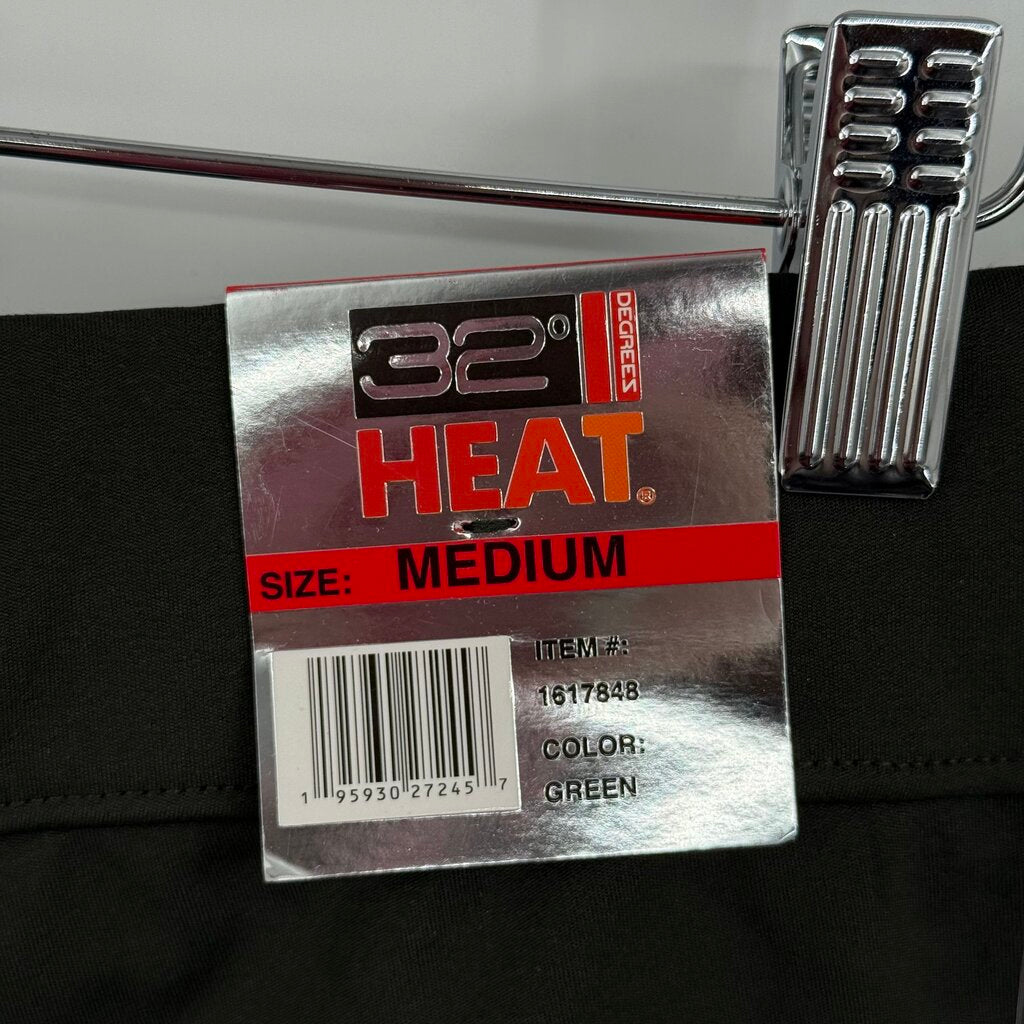 32° DEGREES
HEAT®
SIZE: MEDIUM
ITEM #:
1617848
COLOR:
GREEN
1 95930 27245 7